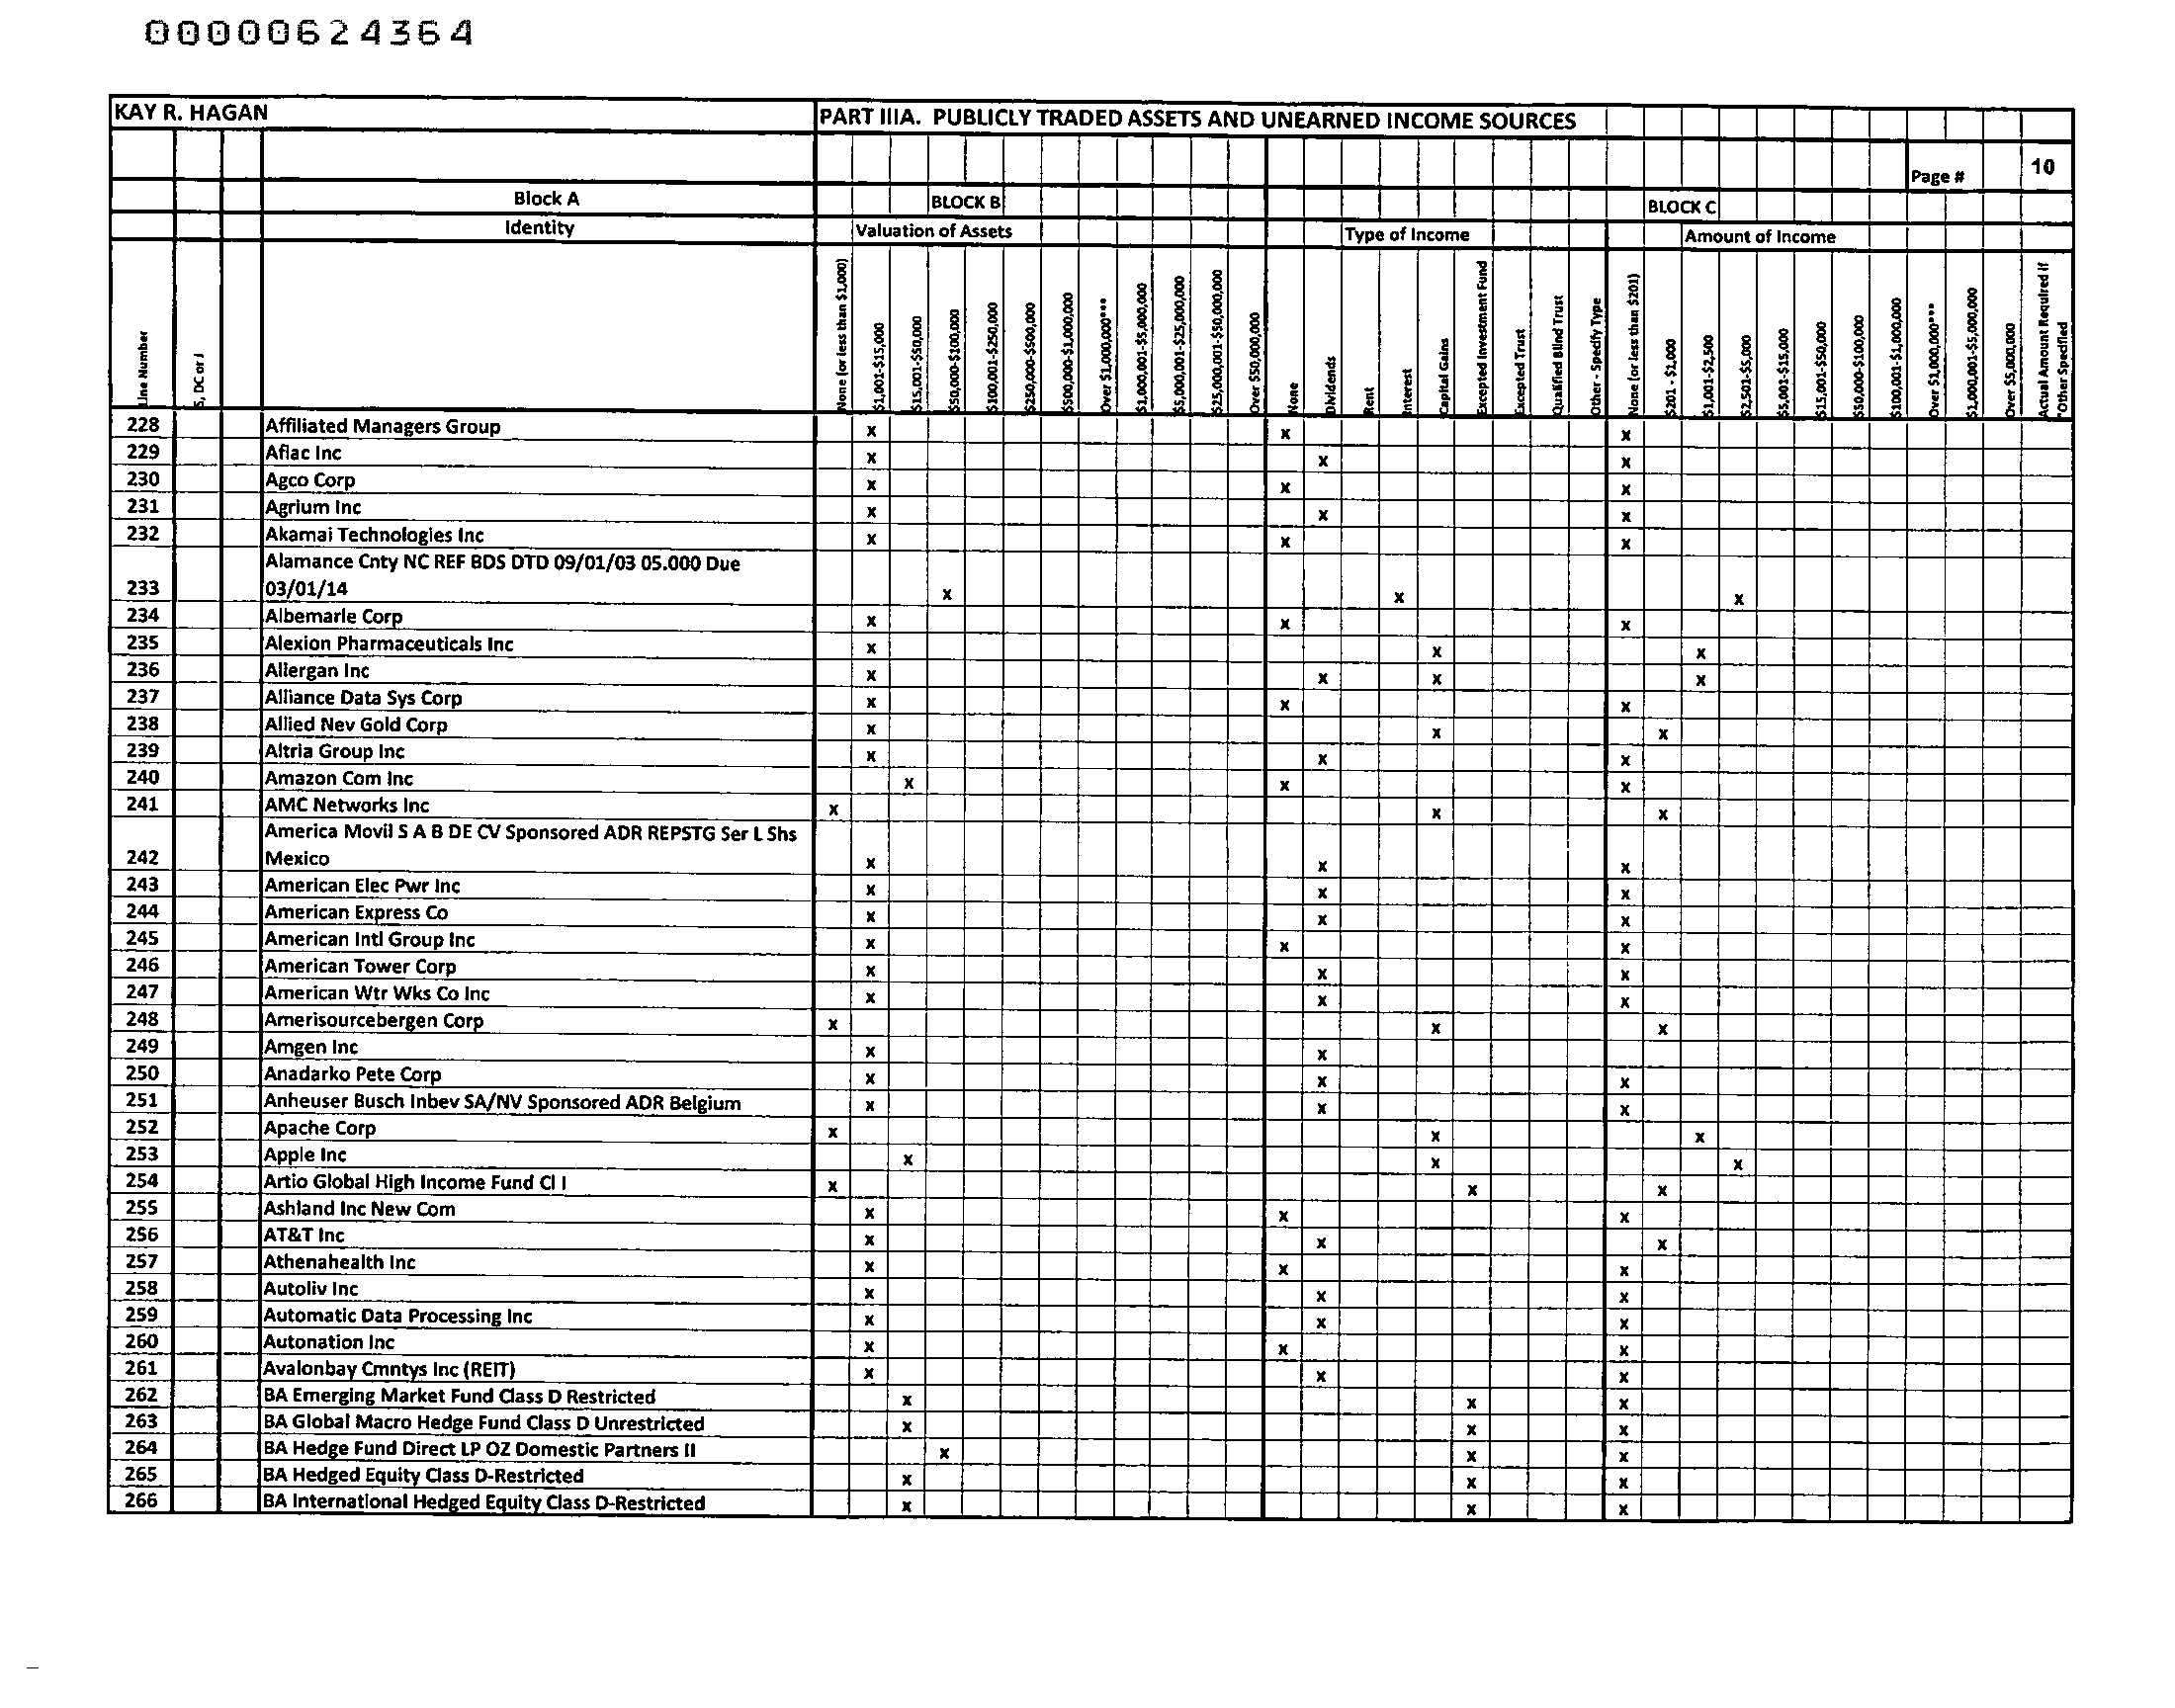 00000624364
KAY R. HAGAN PART IIIA. PUBLICLY TRADED ASSETS AND UNEARNED INCOME SOURCES
Page # 10
Block A BLOCK B BLOCK C
Identity Valuation of Assets Type of Income Amount of Income
Line Number
S, DC or J
None (or less than $1,000)
$1,001-$15,000
$15,001-$50,000
$50,000-$100,000
$100,001-$250,000
$250,000-$500,000
$500,000-$1,000,000
Over $1,000,000***
$1,000,001-$5,000,000
$5,000,001-$25,000,000
$25,000,001-$50,000,000
Over $50,000,000
None
Dividends
Rent
Interest
Capital Gains
Excepted Investment Fund
Excepted Trust
Qualified Blind Trust
Other - Specify Type
None (or less than $201)
$201 - $1,000
$1,001-$2,500
$2,501-$5,000
$5,001-$15,000
$15,001-$50,000
$50,000-$100,000
$100,001-$1,000,000
Over $1,000,000***
$1,000,001-$5,000,000
Over $5,000,000
Actual Amount Required if
"Other Specified
228 Affiliated Managers Group x x x
229 Aflac Inc x x x
230 Agco Corp x x x
231 Agrium Inc x x x
232 Akamai Technologies Inc x x x
Alamance Cnty NC REF BDS DTD 09/01/03 05.000 Due
233 03/01/14 x x x
234 Albemarle Corp x x x
235 Alexion Pharmaceuticals Inc x x x
236 Allergan Inc x x x x
237 Alliance Data Sys Corp x x x
238 Allied Nev Gold Corp x x x
239 Altria Group Inc x x x
240 Amazon Com Inc x x x
241 AMC Networks Inc x x x
America Movil S A B DE CV Sponsored ADR REPSTG Ser L Shs
242 Mexico x x x
243 American Elec Pwr Inc x x x
244 American Express Co x x x
245 American Intl Group Inc x x x
246 American Tower Corp x x x
247 American Wtr Wks Co Inc x x x
248 Amerisourcebergen Corp x x x
249 Amgen Inc x x
250 Anadarko Pete Corp x x x
251 Anheuser Busch Inbev SA/NV Sponsored ADR Belgium x x x
252 Apache Corp x x x
253 Apple Inc x x x
254 Artio Global High Income Fund Cl I x x x
255 Ashland Inc New Com x x x
256 AT&T Inc x x x
257 Athenahealth Inc x x x
258 Autoliv Inc x x x
259 Automatic Data Processing Inc x x x
260 Autonation Inc x x x
261 Avalonbay Cmntys Inc (REIT) x x x
262 BA Emerging Market Fund Class D Restricted x x x
263 BA Global Macro Hedge Fund Class D Unrestricted x x x
264 BA Hedge Fund Direct LP OZ Domestic Partners II x x x
265 BA Hedged Equity Class D-Restricted x x x
266 BA International Hedged Equity Class D-Restricted x x x